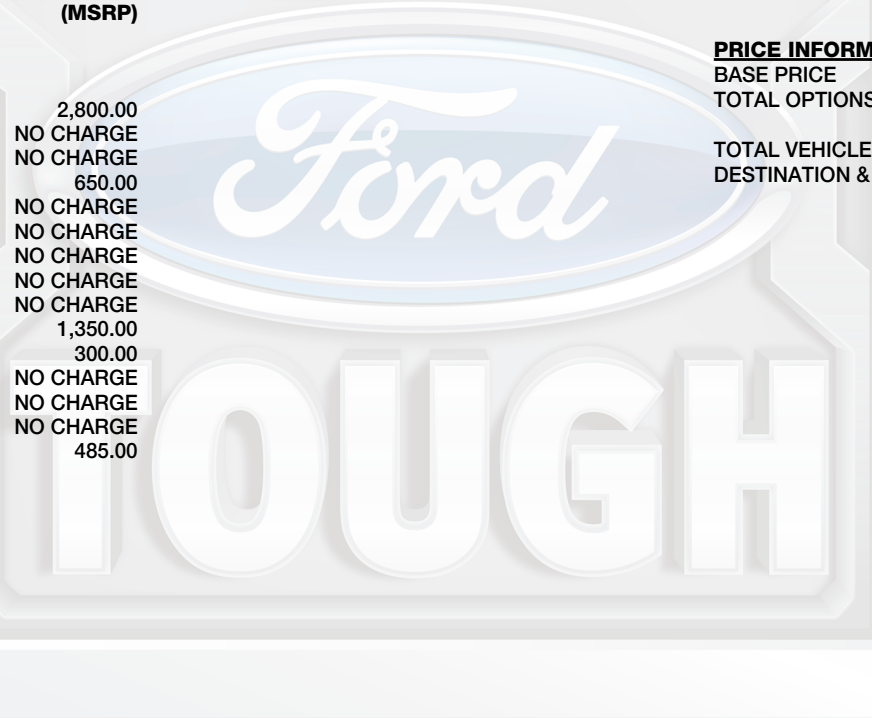 (MSRP)
2,800.00
NO CHARGE
NO CHARGE
650.00
NO CHARGE
NO CHARGE
NO CHARGE
NO CHARGE
NO CHARGE
1,350.00
300.00
NO CHARGE
NO CHARGE
NO CHARGE
485.00
PRICE INFORM
BASE PRICE
TOTAL OPTIONS
TOTAL VEHICLE
DESTINATION &
Ford
TOUGH